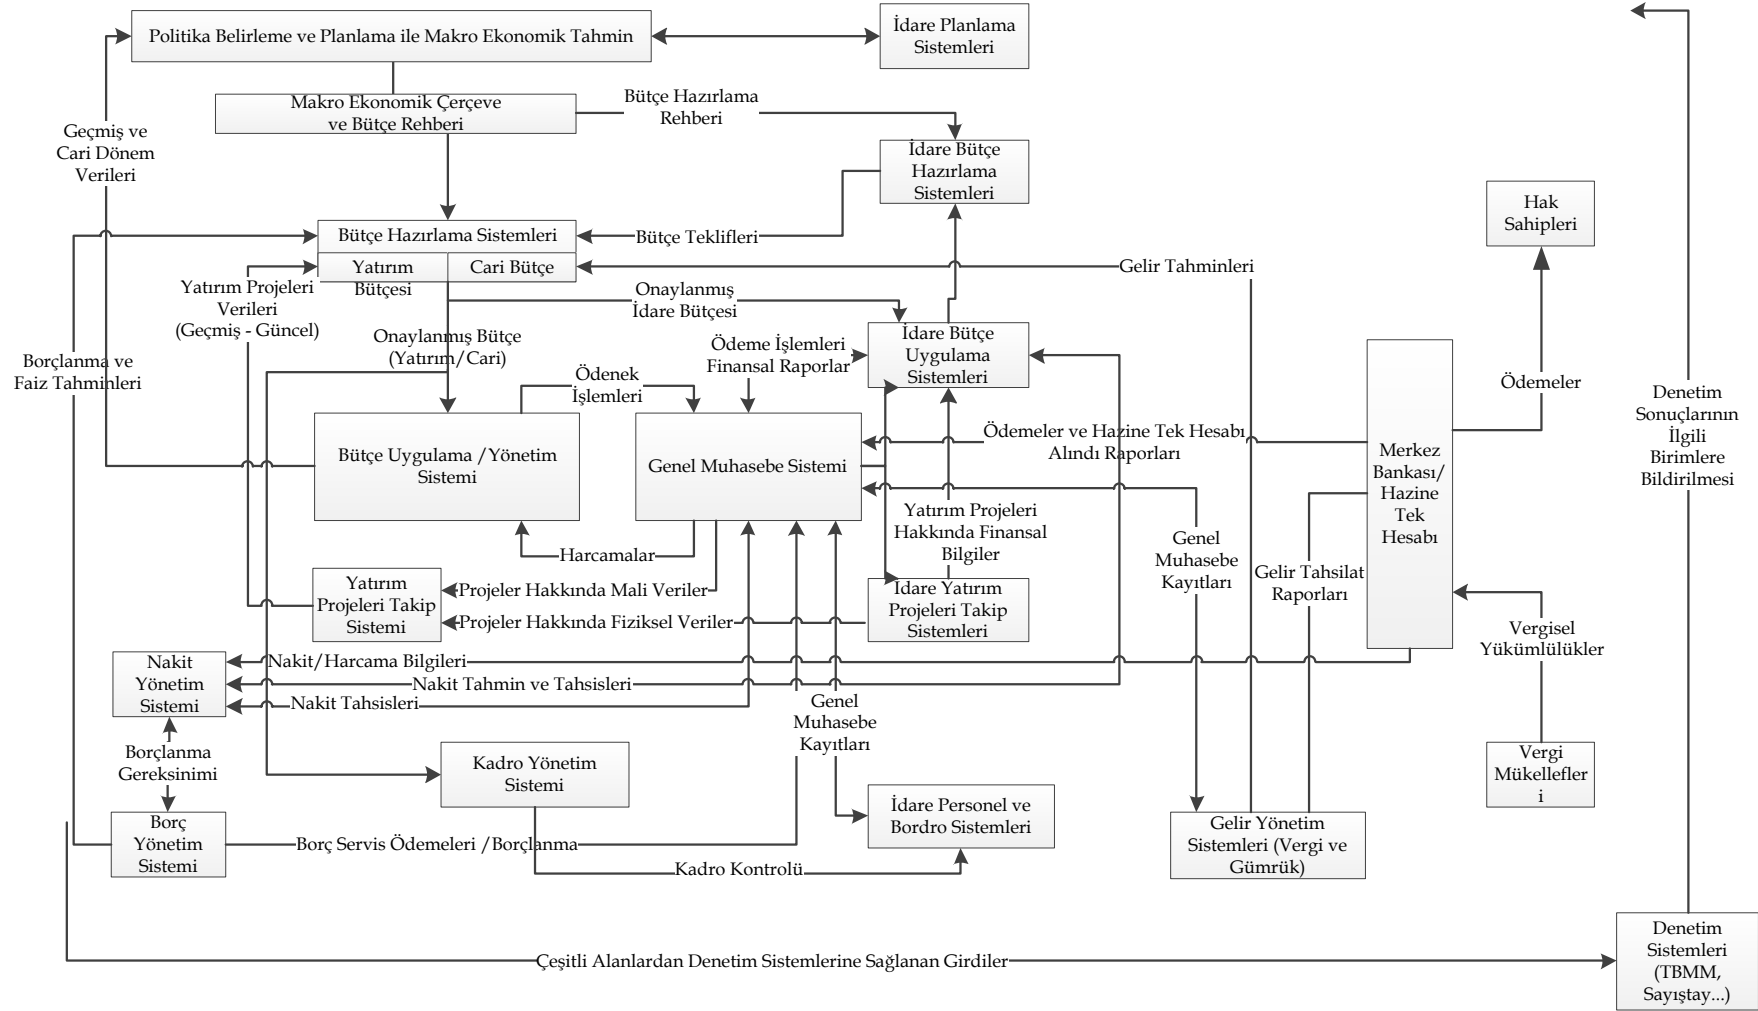 Politika Belirleme ve Planlama ile Makro Ekonomik Tahmin
İdare Planlama
Sistemleri
Makro Ekonomik Çerçeve
ve Bütçe Rehberi
Bütçe Hazırlama
Rehberi
Geçmiş ve
Cari Dönem
Verileri
İdare Bütçe
Hazırlama
Sistemleri
Hak
Sahipleri
Bütçe Hazırlama Sistemleri
Bütçe Teklifleri
Yatırım
Bütçesi
Cari Bütçe
Gelir Tahminleri
Yatırım Projeleri
Verileri
(Geçmiş - Güncel)
Onaylanmış
İdare Bütçesi
Onaylanmış Bütçe
(Yatırım/Cari)
Ödeme İşlemleri
Finansal Raporlar
İdare Bütçe
Uygulama
Sistemleri
Borçlanma ve
Faiz Tahminleri
Ödenek
İşlemleri
Ödemeler
Denetim
Sonuçlarının
İlgili
Birimlere
Bildirilmesi
Bütçe Uygulama /Yönetim
Sistemi
Genel Muhasebe Sistemi
Ödemeler ve Hazine Tek Hesabı
Alındı Raporları
Merkez
Bankası/
Hazine
Tek
Hesabı
Yatırım Projeleri
Hakkında Finansal
Bilgiler
Genel
Muhasebe
Kayıtları
Gelir Tahsilat
Raporları
Harcamalar
Yatırım
Projeleri Takip
Sistemi
Projeler Hakkında Mali Veriler
Projeler Hakkında Fiziksel Veriler
İdare Yatırım
Projeleri Takip
Sistemleri
Vergisel
Yükümlülükler
Nakit
Yönetim
Sistemi
Nakit/Harcama Bilgileri
Nakit Tahmin ve Tahsisleri
Nakit Tahsisleri
Genel
Muhasebe
Kayıtları
Borçlanma
Gereksinimi
Kadro Yönetim
Sistemi
Vergi
Mükellefler
i
İdare Personel ve
Bordro Sistemleri
Borç
Yönetim
Sistemi
Borç Servis Ödemeleri /Borçlanma
Kadro Kontrolü
Gelir Yönetim
Sistemleri (Vergi ve
Gümrük)
Denetim
Sistemleri
(TBMM,
Sayıştay...)
Çeşitli Alanlardan Denetim Sistemlerine Sağlanan Girdiler